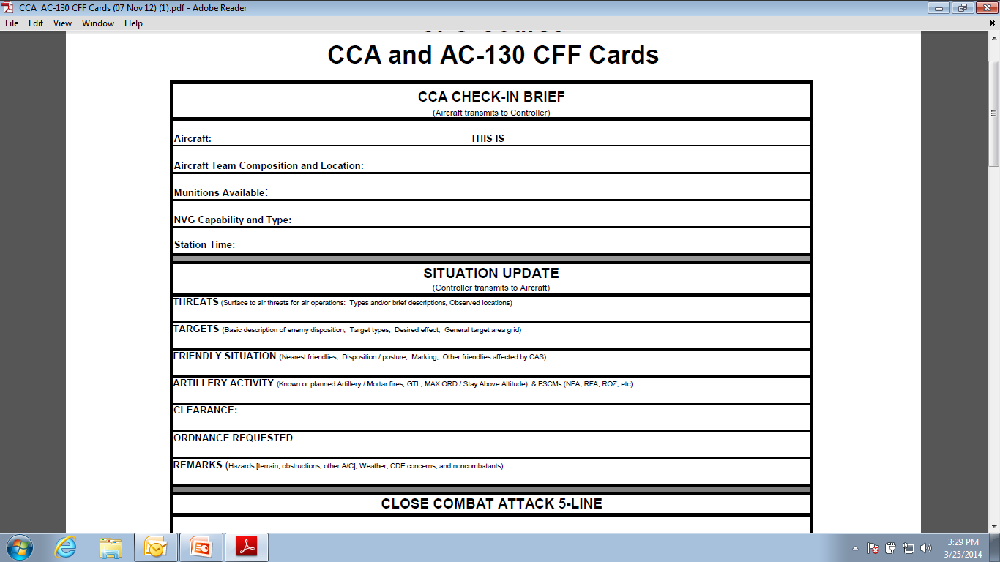 CCA AC-130 CFF Cards (07 Nov 12) (1).pdf - Adobe Reader
File Edit View Window Help
CCA and AC-130 CFF Cards
CCA CHECK-IN BRIEF
(Aircraft transmits to Controller)
Aircraft: THIS IS
Aircraft Team Composition and Location:
Munitions Available:
NVG Capability and Type:
Station Time:
SITUATION UPDATE
(Controller transmits to Aircraft)
THREATS (Surface to air threats for air operations: Types and/or brief descriptions, Observed locations)
TARGETS (Basic description of enemy disposition, Target types, Desired effect, General target area grid)
FRIENDLY SITUATION (Nearest friendlies, Disposition / posture, Marking, Other friendlies affected by CAS)
ARTILLERY ACTIVITY (Known or planned Artillery / Mortar fires, GTL, MAX ORD / Stay Above Altitude) & FSCMs (NFA, RFA, ROZ, etc)
CLEARANCE:
ORDNANCE REQUESTED
REMARKS (Hazards [terrain, obstructions, other A/C], Weather, CDE concerns, and noncombatants)
CLOSE COMBAT ATTACK 5-LINE
3:29 PM
3/25/2014